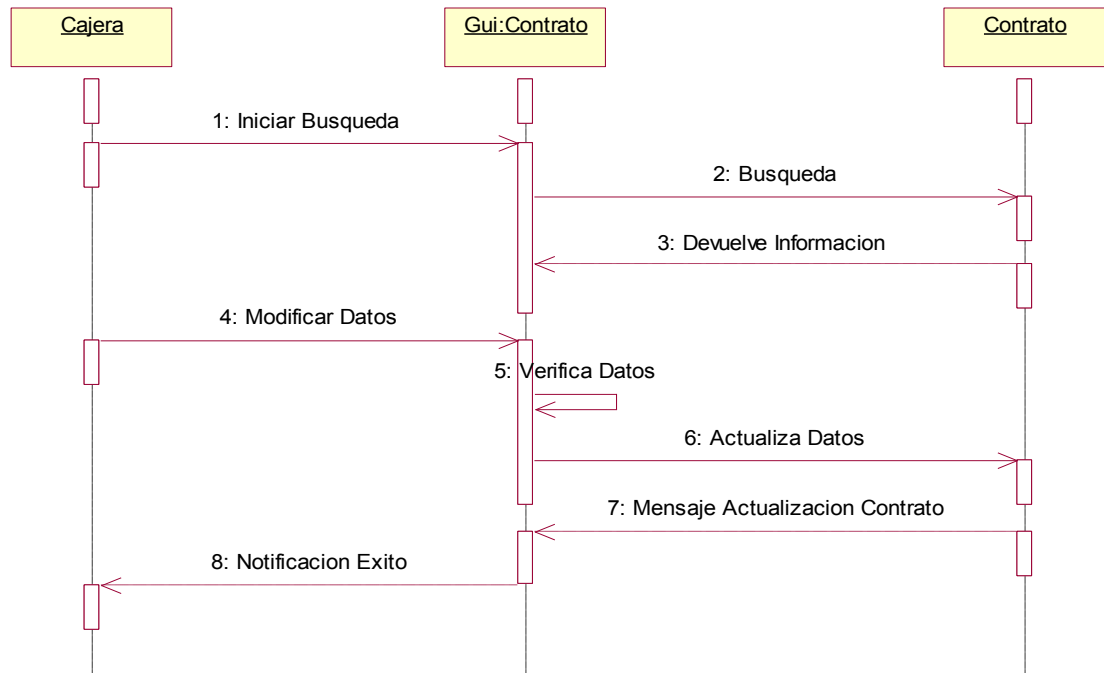 Cajera
Gui:Contrato
Contrato
1: Iniciar Busqueda
2: Busqueda
3: Devuelve Informacion
4: Modificar Datos
5: Verifica Datos
6: Actualiza Datos
7: Mensaje Actualizacion Contrato
8: Notificacion Exito